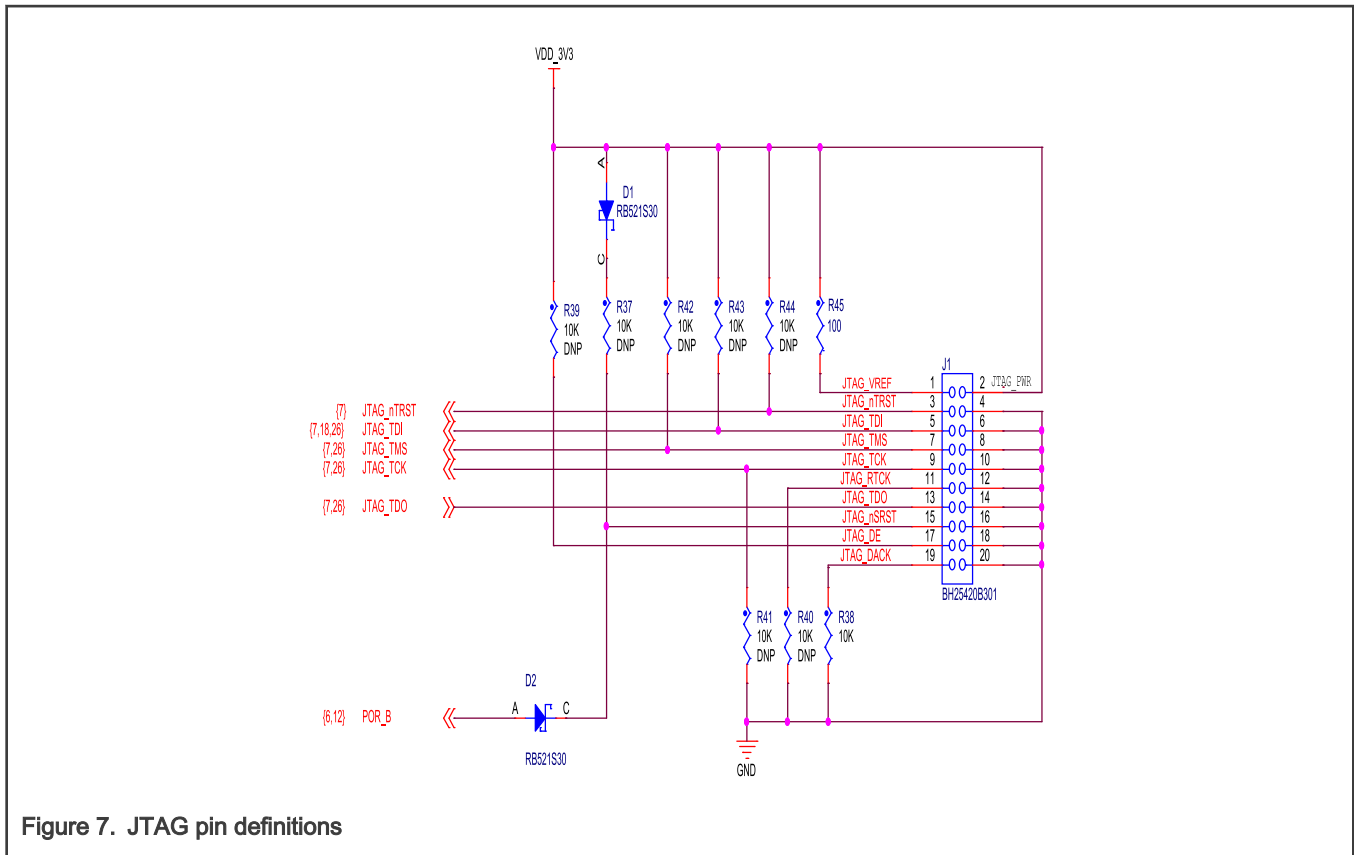 VDD_3V3
A
D1
RB521S30
C
R39
10K
DNP
R37
10K
DNP
R42
10K
DNP
R43
10K
DNP
R44
10K
DNP
R45
100
J1
JTAG_VREF 1 2 JTAG_PWR
{7} JTAG_nTRST JTAG_nTRST 3 4
{7,18,26} JTAG_TDI JTAG_TDI 5 6
{7,26} JTAG_TMS JTAG_TMS 7 8
{7,26} JTAG_TCK JTAG_TCK 9 10
JTAG_RTCK 11 12
{7,26} JTAG_TDO JTAG_TDO 13 14
JTAG_nSRST 15 16
JTAG_DE 17 18
JTAG_DACK 19 20
BH25420B301
R41
10K
DNP
R40
10K
DNP
R38
10K
D2
{6,12} POR_B A C
RB521S30
GND
Figure 7. JTAG pin definitions